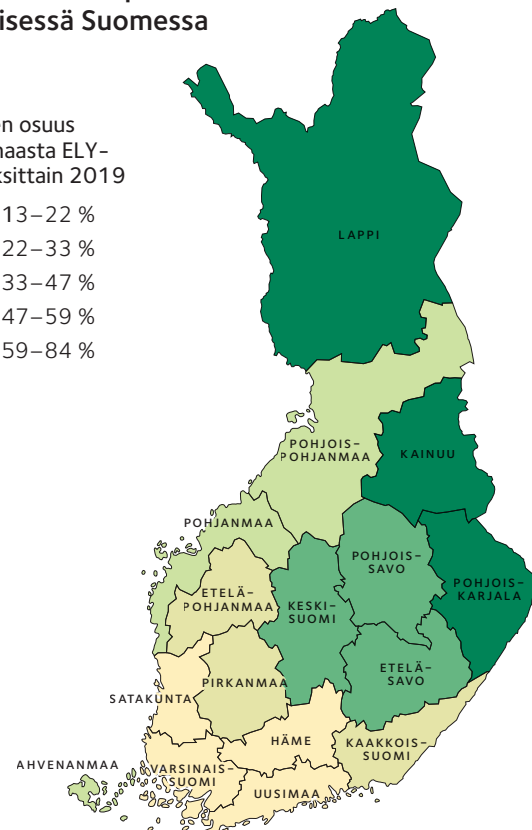 isessä Suomessa
en osuus
maasta ELY-
ksittain 2019
13–22 %
22–33 %
33–47 %
47–59 %
59–84 %
LAPPI
POHJOIS-
POHJANMAA
KAINUU
POHJANMAA
POHJOIS-
SAVO
POHJOIS-
KARJALA
ETELÄ-
POHJANMAA
KESKI-
SUOMI
ETELÄ-
SAVO
PIRKANMAA
SATAKUNTA
HÄME
KAAKKOIS-
SUOMI
AHVENANMAA
VARSINAIS-
SUOMI
UUSIMAA